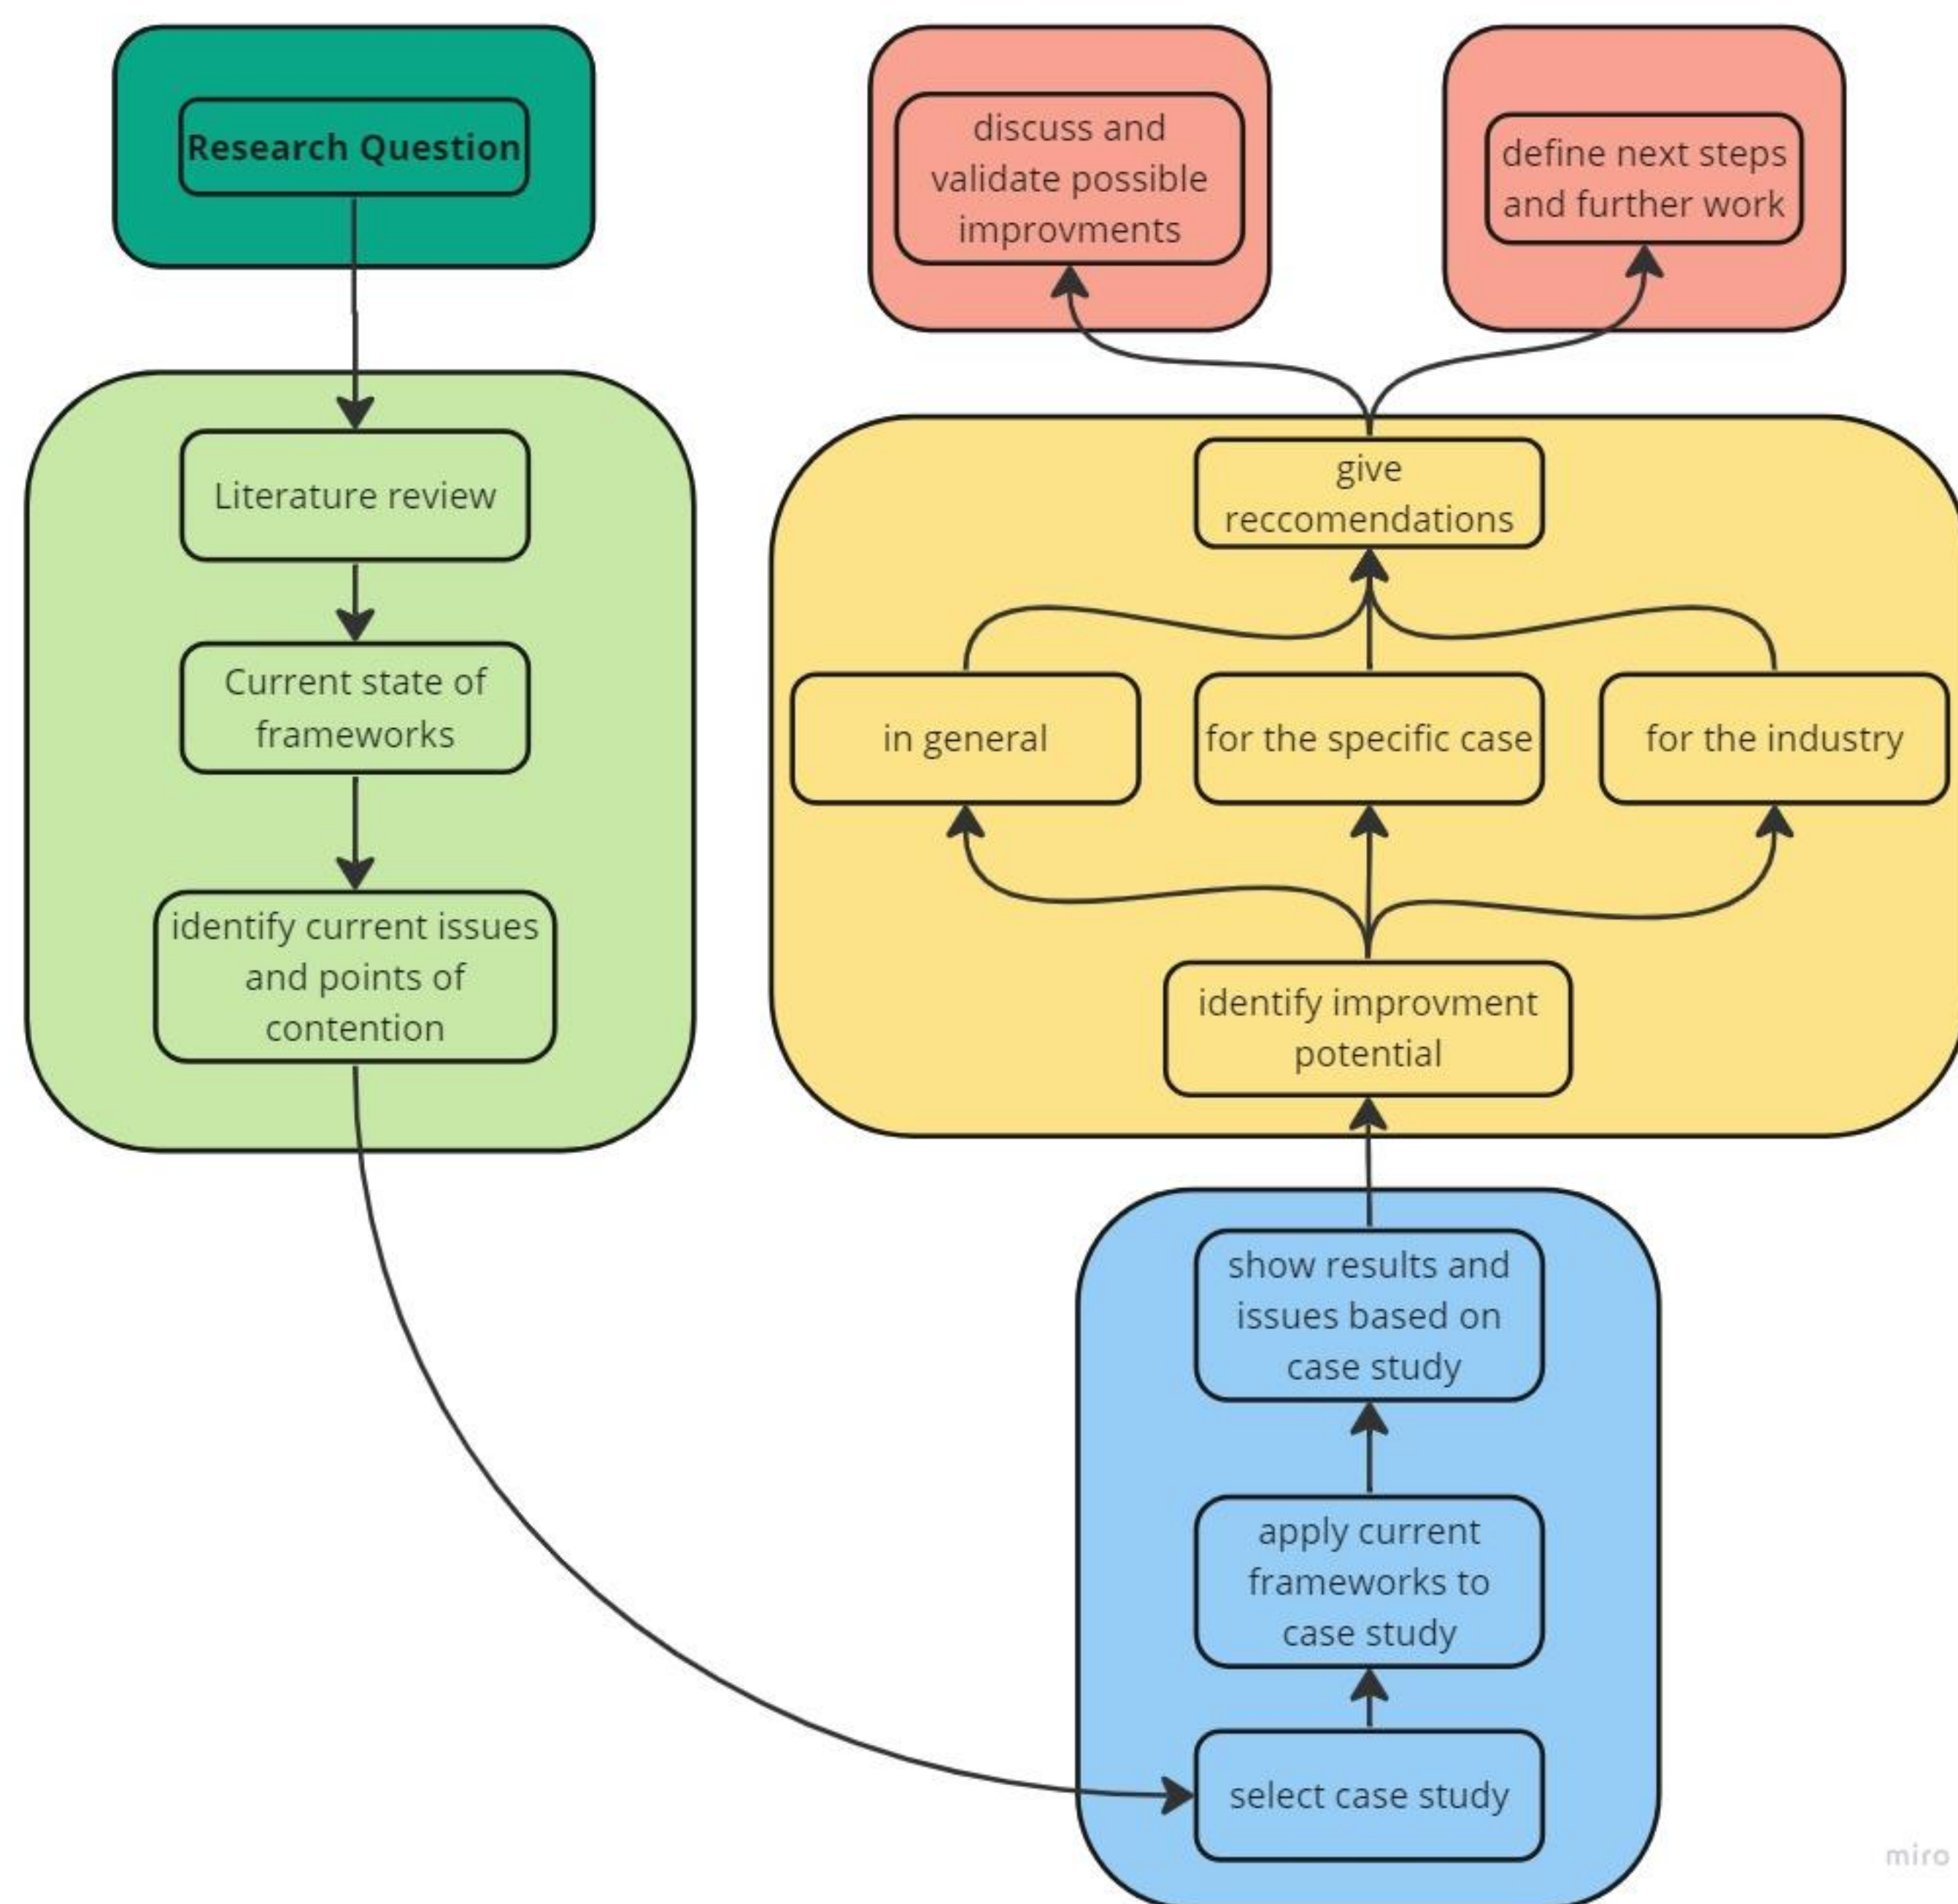 Research Question
Literature review
Current state of
frameworks
identify current issues
and points of
contention
select case study
apply current
frameworks to
case study
show results and
issues based on
case study
identify improvment
potential
in general
for the specific case
for the industry
give
reccomendations
discuss and
validate possible
improvments
define next steps
and further work
miro